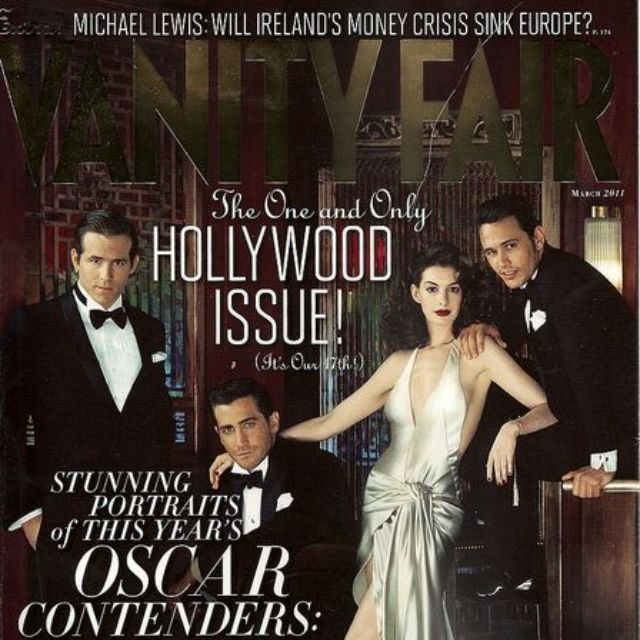 MICHAEL LEWIS: WILL IRELAND'S MONEY CRISIS SINK EUROPE? P. 174
VANITY FAIR
MARCH 2011
The One and Only
HOLLYWOOD
ISSUE!
(It's Our 17th!)
STUNNING
PORTRAITS
of THIS YEAR'S
OSCAR
CONTENDERS: